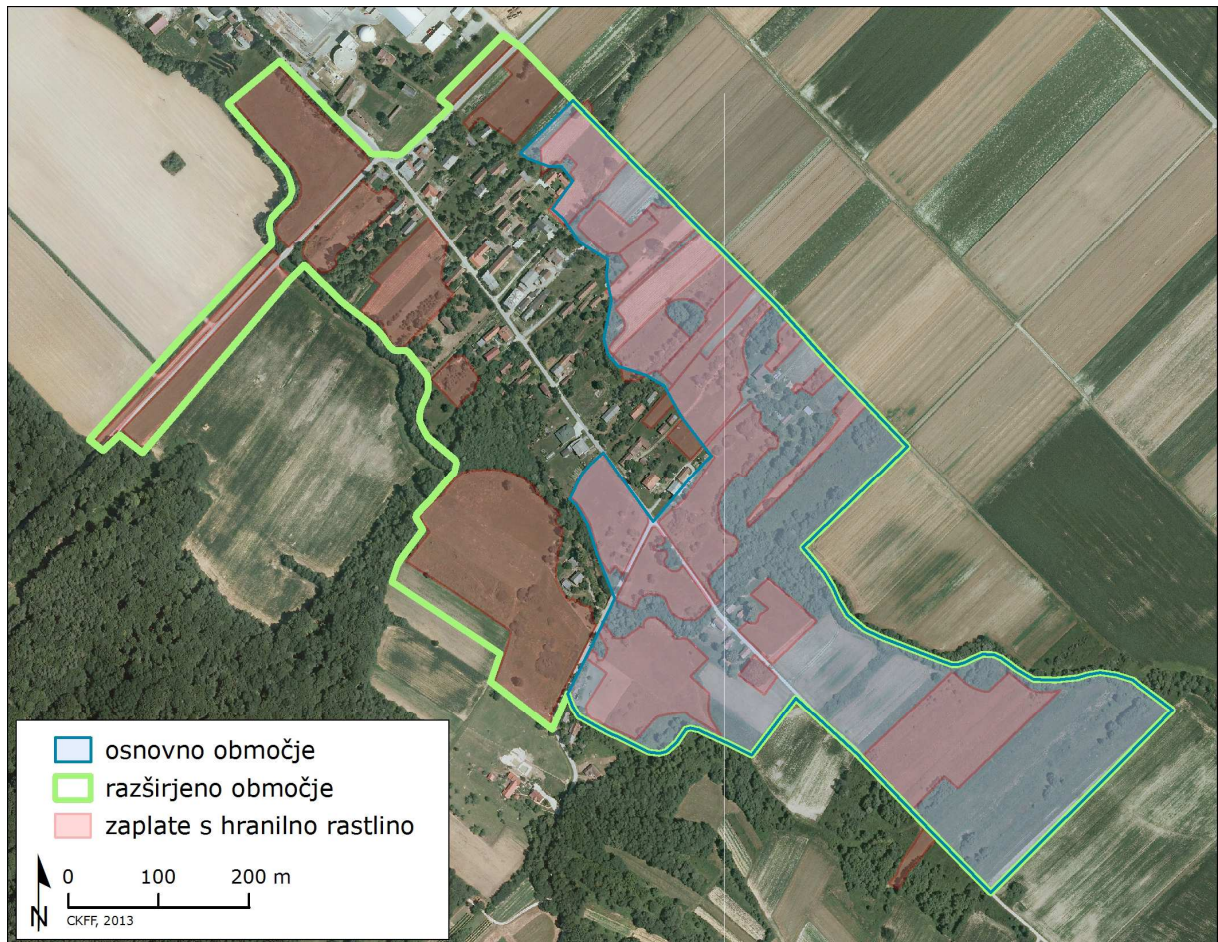 osnovno območje
razširjeno območje
zaplate s hranilno rastlino
0 100 200 m
N
CKFF, 2013